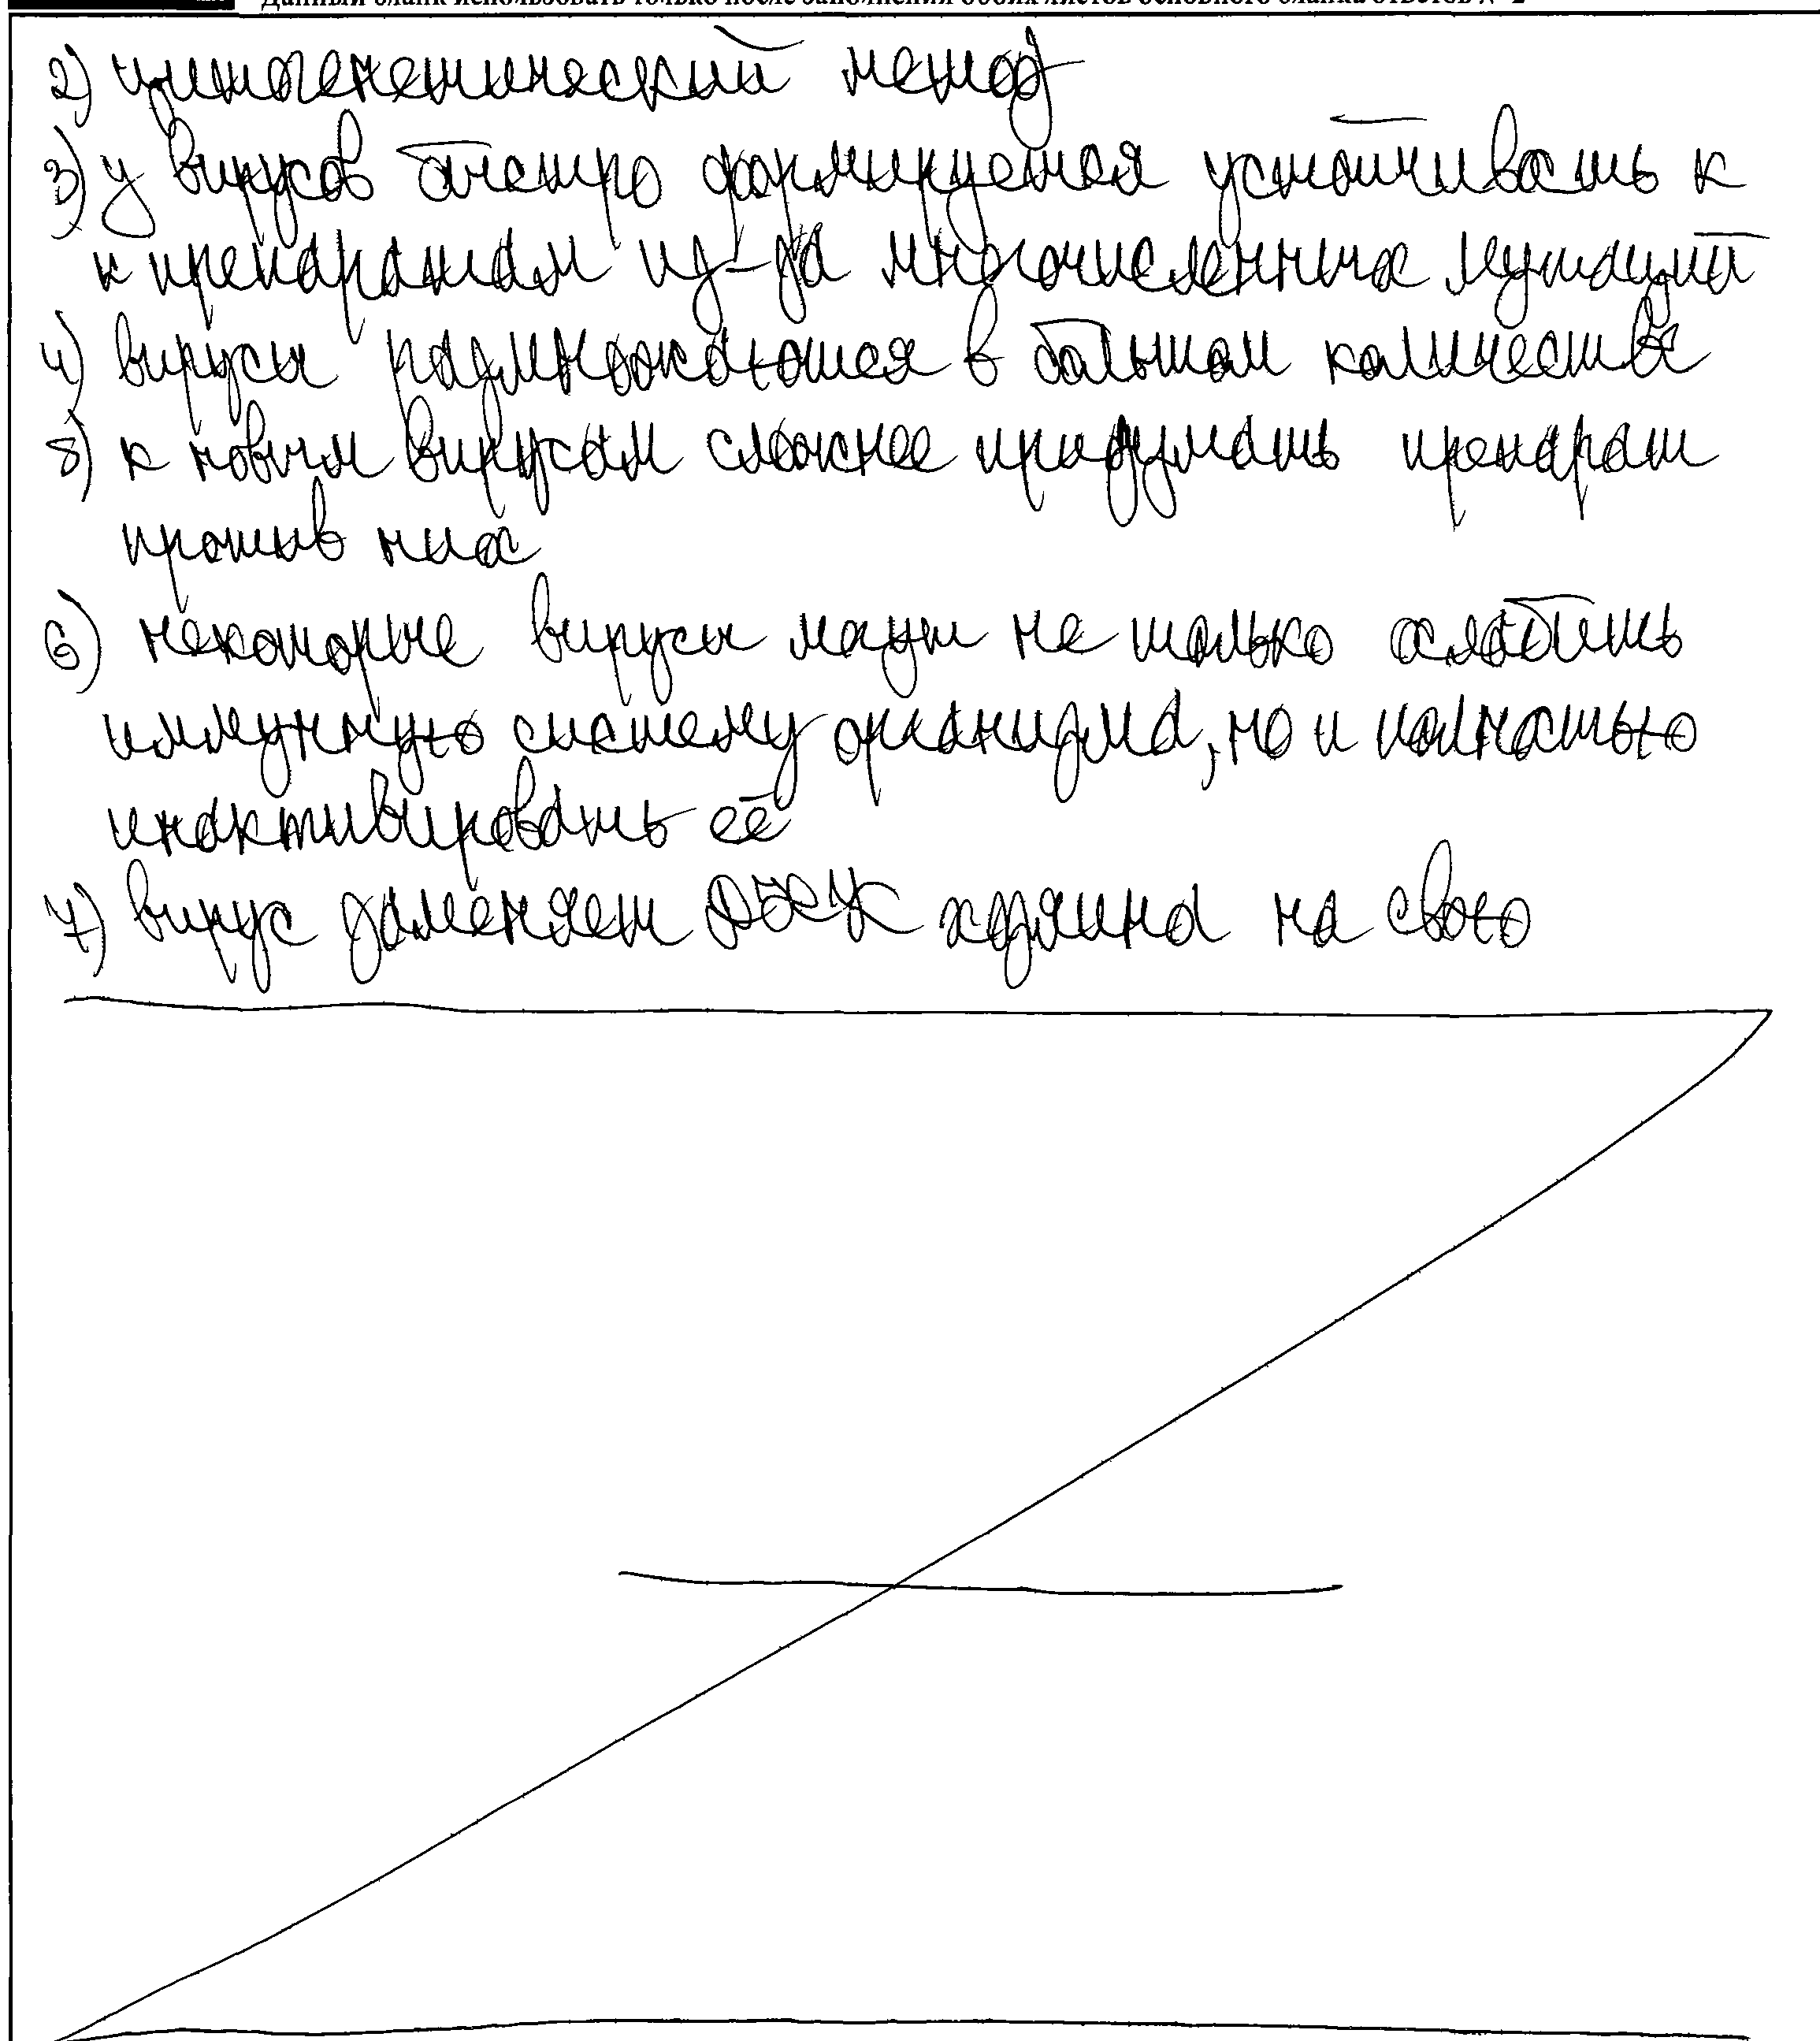 Данный бланк использовать только после заполнения обоих листов основного бланка ответов № 2
2) цитогенетический метод
3) у вирусов быстро формируется устойчивость к
к препаратам из-за многочисленных мутаций
4) вирусы размножаются в большом количестве
5) к новым вирусам сложнее придумать препарат
против них
6) некоторые вирусы могут не только ослабить
иммунную систему организма, но и полностью
инактивировать её
7) вирус заменяет ДНК хозяина на свою